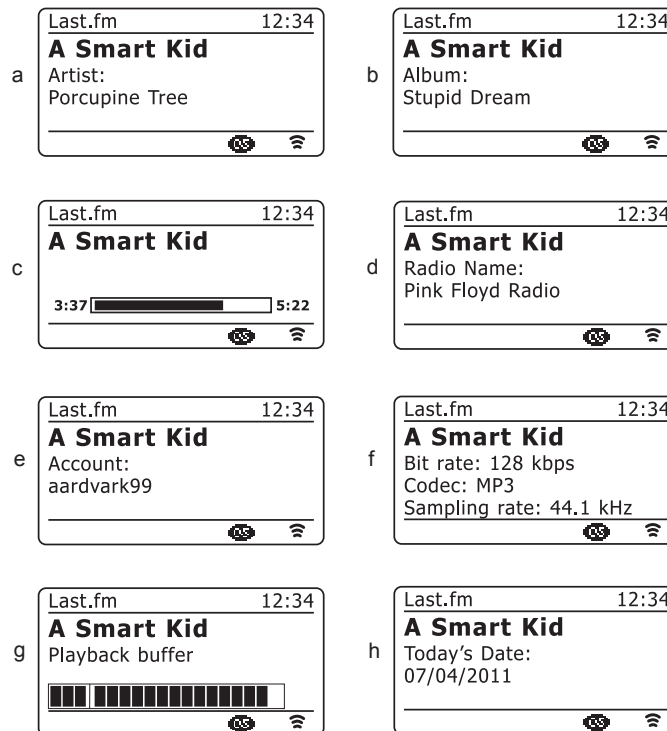 a
Last.fm 12:34
A Smart Kid
Artist:
Porcupine Tree
b
Last.fm 12:34
A Smart Kid
Album:
Stupid Dream
c
Last.fm 12:34
A Smart Kid
3:37 5:22
d
Last.fm 12:34
A Smart Kid
Radio Name:
Pink Floyd Radio
e
Last.fm 12:34
A Smart Kid
Account:
aardvark99
f
Last.fm 12:34
A Smart Kid
Bit rate: 128 kbps
Codec: MP3
Sampling rate: 44.1 kHz
g
Last.fm 12:34
A Smart Kid
Playback buffer
h
Last.fm 12:34
A Smart Kid
Today's Date:
07/04/2011